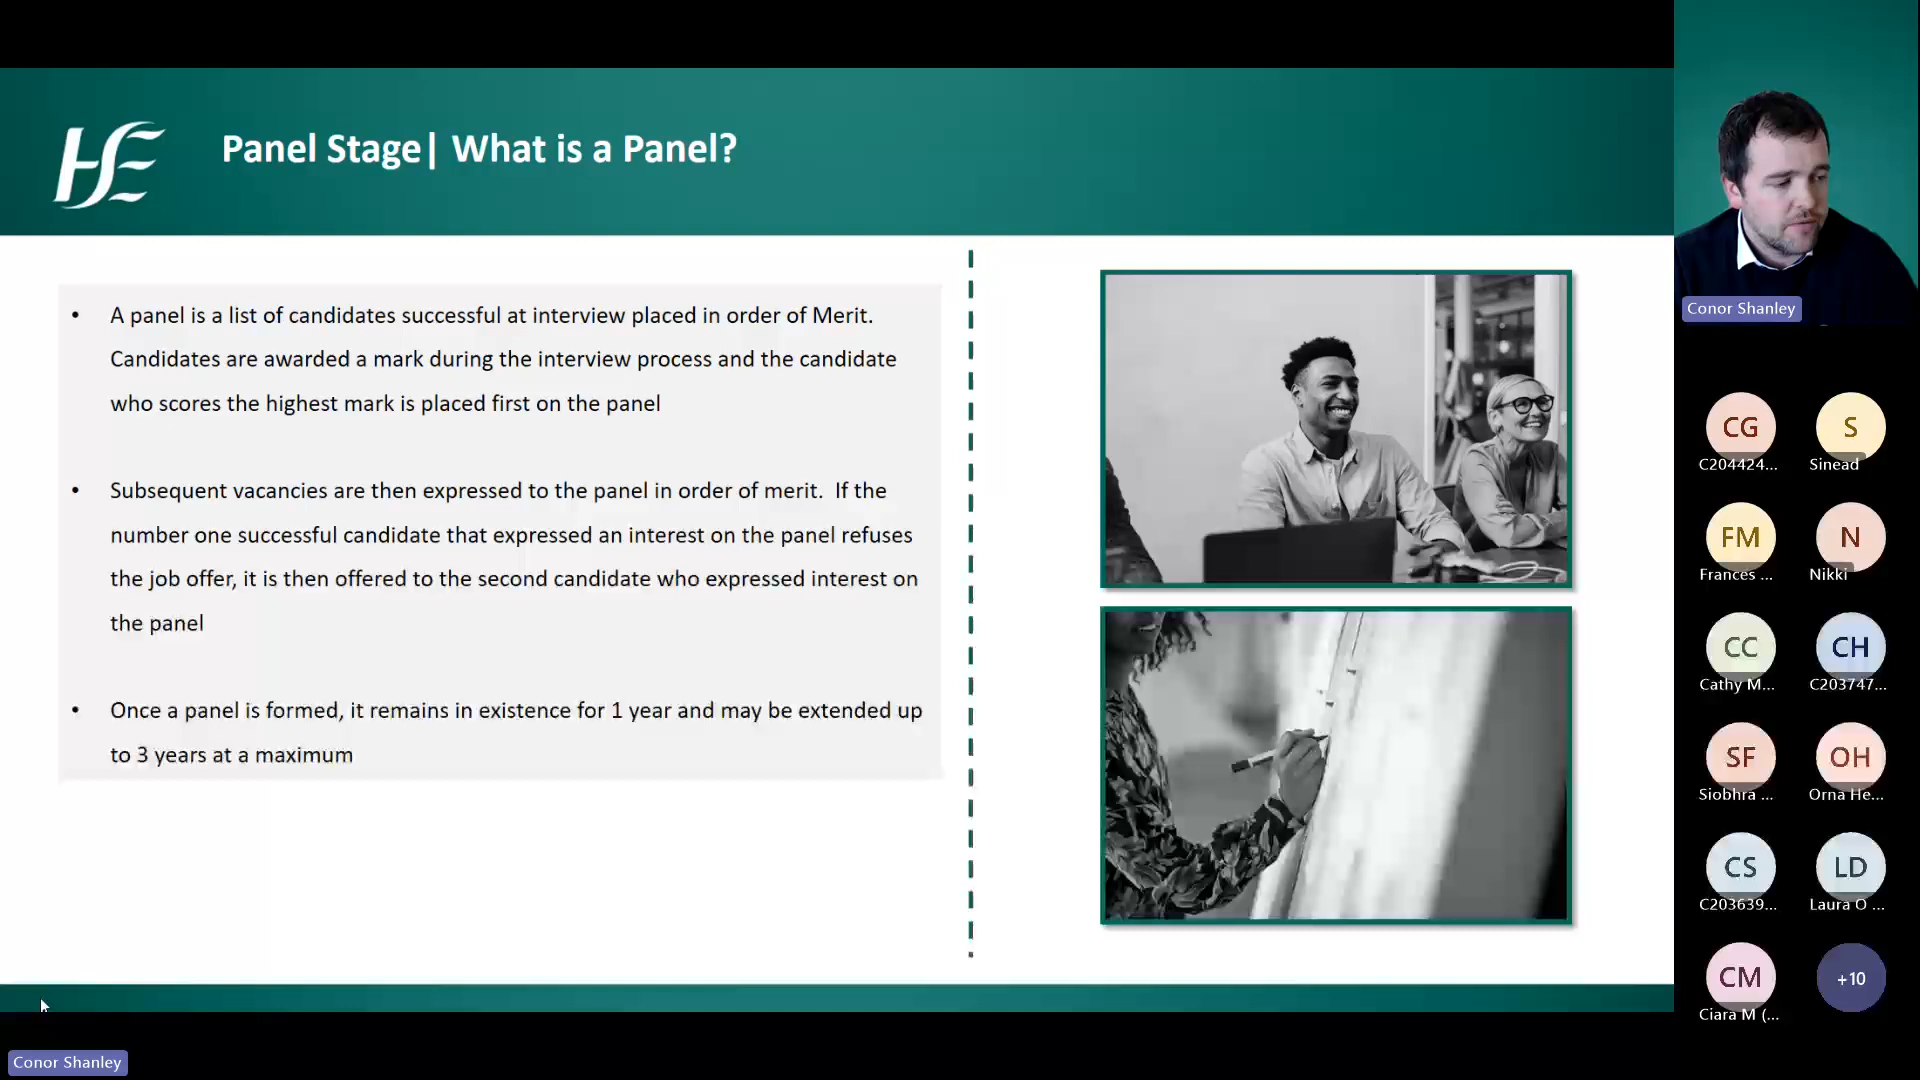 HSE
Panel Stage| What is a Panel?
• A panel is a list of candidates successful at interview placed in order of Merit.
Candidates are awarded a mark during the interview process and the candidate
who scores the highest mark is placed first on the panel
• Subsequent vacancies are then expressed to the panel in order of merit.  If the
number one successful candidate that expressed an interest on the panel refuses
the job offer, it is then offered to the second candidate who expressed interest on
the panel
• Once a panel is formed, it remains in existence for 1 year and may be extended up
to 3 years at a maximum
Conor Shanley
CG
C204424...
S
Sinead
FM
Frances ...
N
Nikki
CC
Cathy M...
CH
C203747...
SF
Siobhra ...
OH
Orna He...
CS
C203639...
LD
Laura O ...
CM
Ciara M (...
+10
Conor Shanley